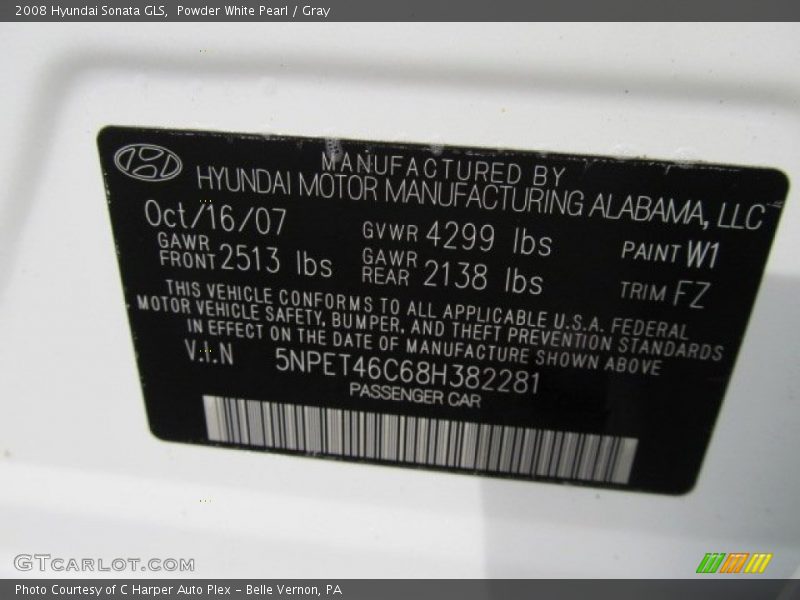 2008 Hyundai Sonata GLS, Powder White Pearl / Gray
MANUFACTURED BY
HYUNDAI MOTOR MANUFACTURING ALABAMA, LLC
Oct/16/07 GVWR 4299 lbs PAINT W1
GAWR FRONT 2513 lbs GAWR REAR 2138 lbs TRIM FZ
THIS VEHICLE CONFORMS TO ALL APPLICABLE U.S.A. FEDERAL
MOTOR VEHICLE SAFETY, BUMPER, AND THEFT PREVENTION STANDARDS
IN EFFECT ON THE DATE OF MANUFACTURE SHOWN ABOVE
V.I.N 5NPET46C68H382281
PASSENGER CAR
GTCARLOT.COM
Photo Courtesy of C Harper Auto Plex - Belle Vernon, PA